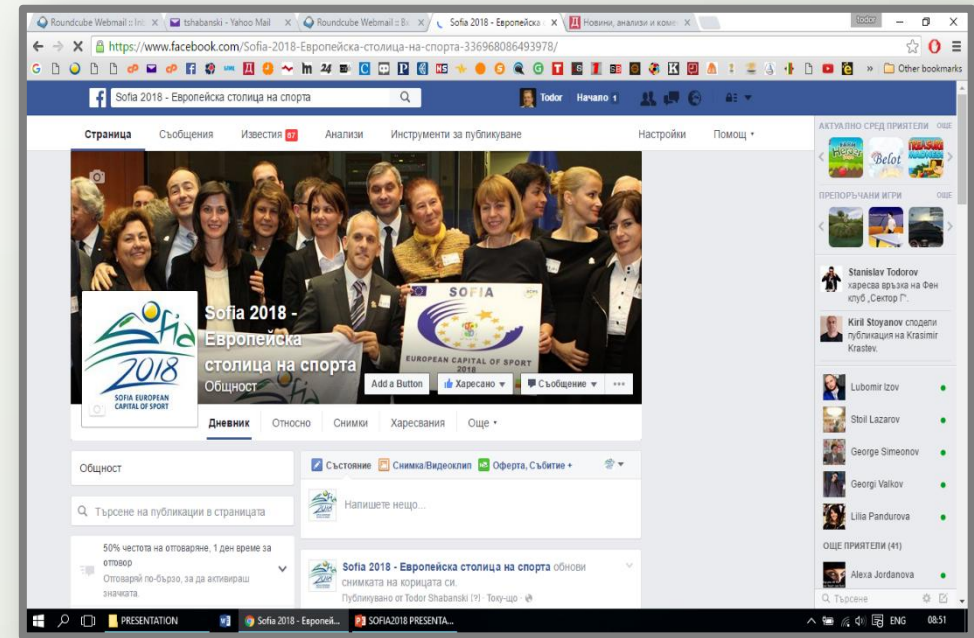 Roundcube Webmail :: Int
tshabanski - Yahoo Mail
Roundcube Webmail :: В
Sofia 2018 - Европейска с
Новини, анализи и коме
todor
https://www.facebook.com/Sofia-2018-Европейска-столица-на-спорта-336968086493978/
Other bookmarks
Sofia 2018 - Европейска столица на спорта
Todor
Начало 1
Страница
Съобщения
Известия 87
Анализи
Инструменти за публикуване
Настройки
Помощ
SOFIA
EUROPEAN CAPITAL OF SPORT
2018
Sofia
2018
SOFIA EUROPEAN
CAPITAL OF SPORT
Sofia 2018 -
Европейска
столица на спорта
Общност
Add a Button
Харесано
Съобщение
Дневник
Относно
Снимки
Харесвания
Още
Общност
Търсене на публикации в страницата
50% честота на отговаряне, 1 ден време за
отговор
Отговаряй по-бързо, за да активираш
значката.
Състояние
Снимка/Видеоклип
Оферта, Събитие +
Напишете нещо...
Sofia 2018 - Европейска столица на спорта обнови
снимката на корицата си.
Публикувано от Todor Shabanski [?] · Току-що ·
АКТУАЛНО СРЕД ПРИЯТЕЛИ
ОЩЕ
Belot
ПРЕПОРЪЧАНИ ИГРИ
ОЩЕ
Stanislav Todorov
харесва връзка на Фен
клуб „Сектор Г“.
Kiril Stoyanov сподели
публикация на Krasimir
Krastev.
Lubomir Izov
Stoil Lazarov
George Simeonov
Georgi Valkov
Lilia Pandurova
ОЩЕ ПРИЯТЕЛИ (41)
Alexa Jordanova
Търсене
PRESENTATION
Sofia 2018 - Европей...
SOFIA2018 PRESENTA...
ENG
08:51